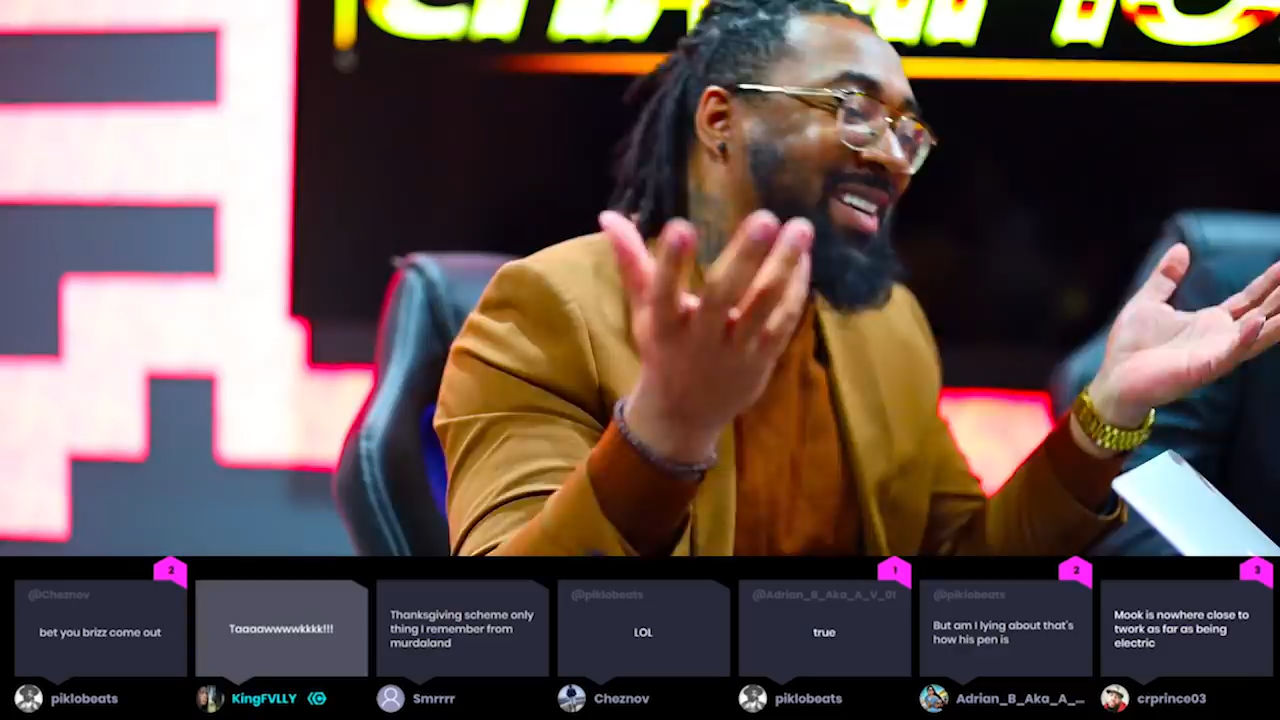 2
1
2
3
@Cheznov
bet you brizz come out
Taaaawwwwkkkk!!!
Thanksgiving scheme only
thing i remember from
murdaland
@piklobeats
LOL
@Adrian_B_Aka_A_V_01
true
@piklobeats
But am I lying about that's
how his pen is
Mook is nowhere close to
twork as far as being
electric
piklobeats
KingFVLLY
Smrrrr
Cheznov
piklobeats
Adrian_B_Aka_A_...
crprince03